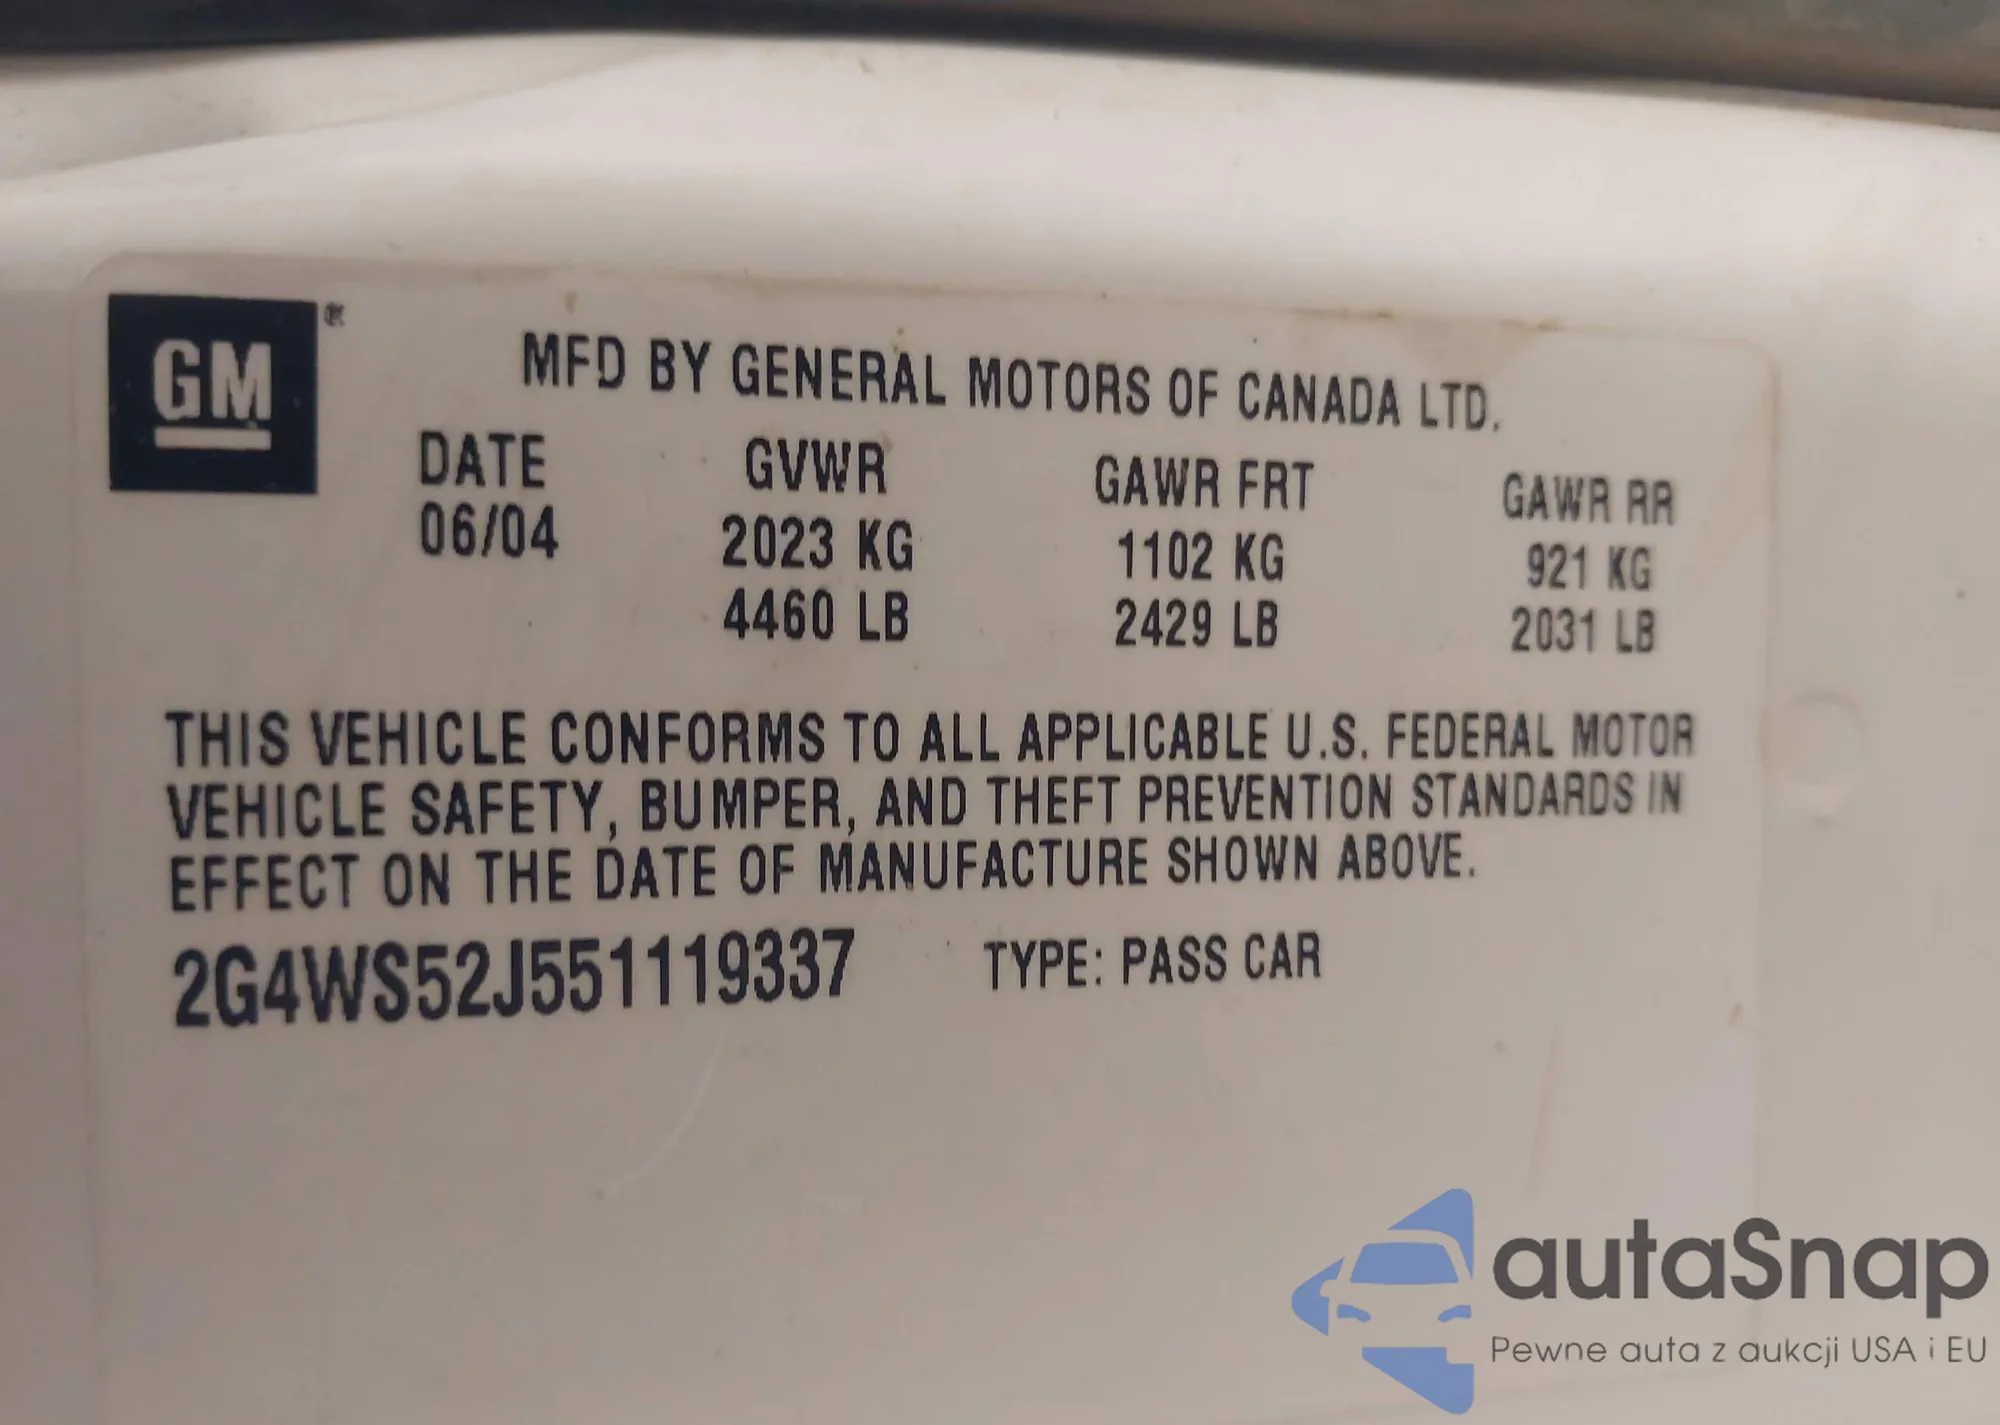 GM
MFD BY GENERAL MOTORS OF CANADA LTD.
DATE GVWR GAWR FRT GAWR RR
06/04 2023 KG 1102 KG 921 KG
4460 LB 2429 LB 2031 LB
THIS VEHICLE CONFORMS TO ALL APPLICABLE U.S. FEDERAL MOTOR
VEHICLE SAFETY, BUMPER, AND THEFT PREVENTION STANDARDS IN
EFFECT ON THE DATE OF MANUFACTURE SHOWN ABOVE.
2G4WS52J551119337 TYPE: PASS CAR
autaSnap
Pewne auta z aukcji USA i EU